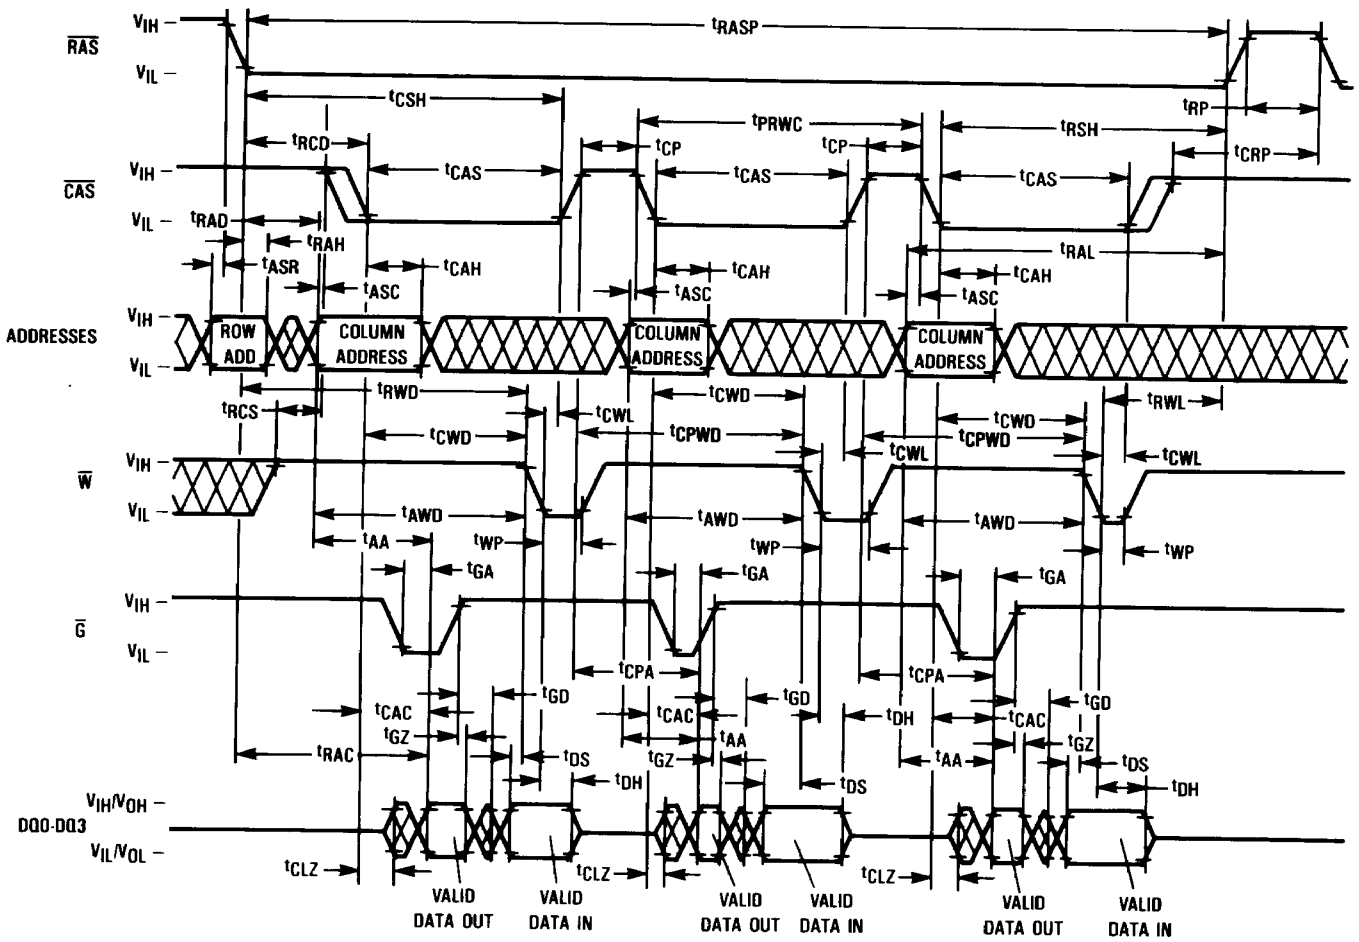 VIH
tRASP
RAS
VIL
tCSH
tRP
tPRWC
tRSH
tRCD
tCP
tCP
tCRP
VIH
tCAS
tCAS
tCAS
CAS
VIL
tRAD
tRAH
tRAL
tASR
tCAH
tCAH
tCAH
tASC
tASC
tASC
VIH
ROW ADD
COLUMN ADDRESS
COLUMN ADDRESS
COLUMN ADDRESS
ADDRESSES
VIL
tRWD
tCWD
tRWL
tRCS
tCWL
tCWD
tCWD
tCPWD
tCPWD
tCWL
tCWL
VIH
W
VIL
tAWD
tAWD
tAWD
tAA
tWP
tWP
tWP
tGA
tGA
tGA
VIH
G
VIL
tCPA
tCPA
tGD
tGD
tGD
tCAC
tCAC
tDH
tCAC
tGZ
tAA
tGZ
tRAC
tDS
tGZ
tAA
tDS
tDH
tDS
tDH
VIH/VOH
DQ0-DQ3
VIL/VOL
tCLZ
tCLZ
tCLZ
VALID DATA OUT
VALID DATA IN
VALID DATA OUT
VALID DATA IN
VALID DATA OUT
VALID DATA IN